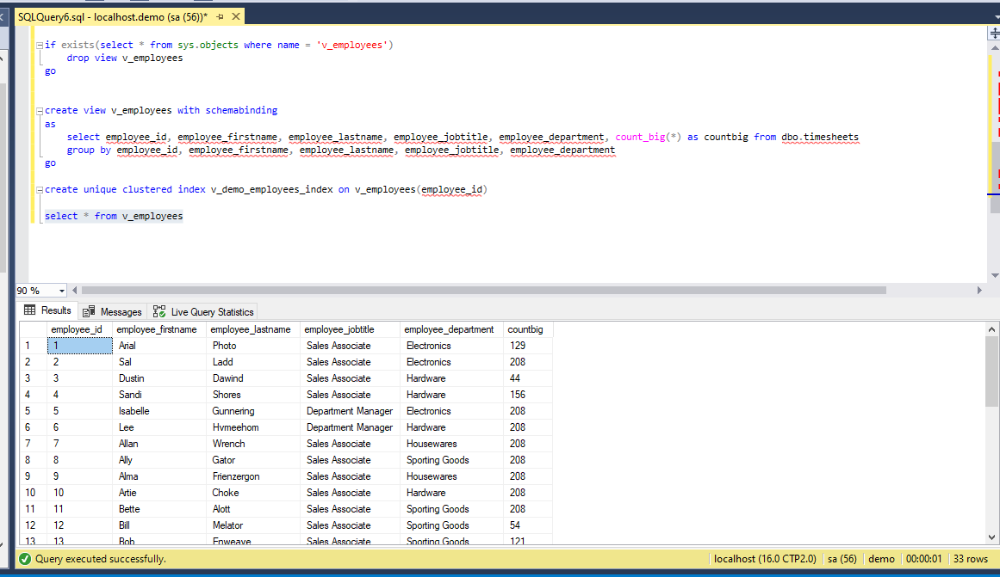 SQLQuery6.sql - localhost.demo (sa (56))*
if exists(select * from sys.objects where name = 'v_employees')
drop view v_employees
go
create view v_employees with schemabinding
as
select employee_id, employee_firstname, employee_lastname, employee_jobtitle, employee_department, count_big(*) as countbig from dbo.timesheets
group by employee_id, employee_firstname, employee_lastname, employee_jobtitle, employee_department
go
create unique clustered index v_demo_employees_index on v_employees(employee_id)
select * from v_employees
90 %
Results Messages Live Query Statistics
employee_id employee_firstname employee_lastname employee_jobtitle employee_department countbig
1 1 Arial Photo Sales Associate Electronics 129
2 2 Sal Ladd Sales Associate Electronics 208
3 3 Dustin Dawind Sales Associate Hardware 44
4 4 Sandi Shores Sales Associate Hardware 156
5 5 Isabelle Gunnering Department Manager Electronics 208
6 6 Lee Hvmeehom Department Manager Hardware 208
7 7 Allan Wrench Sales Associate Housewares 208
8 8 Ally Gator Sales Associate Sporting Goods 208
9 9 Alma Frienzergon Sales Associate Housewares 208
10 10 Artie Choke Sales Associate Hardware 208
11 11 Bette Alott Sales Associate Sporting Goods 208
12 12 Bill Melator Sales Associate Sporting Goods 54
13 13 Bob Enweave Sales Associate Sporting Goods 121
Query executed successfully.
localhost (16.0 CTP2.0) sa (56) demo 00:00:01 33 rows